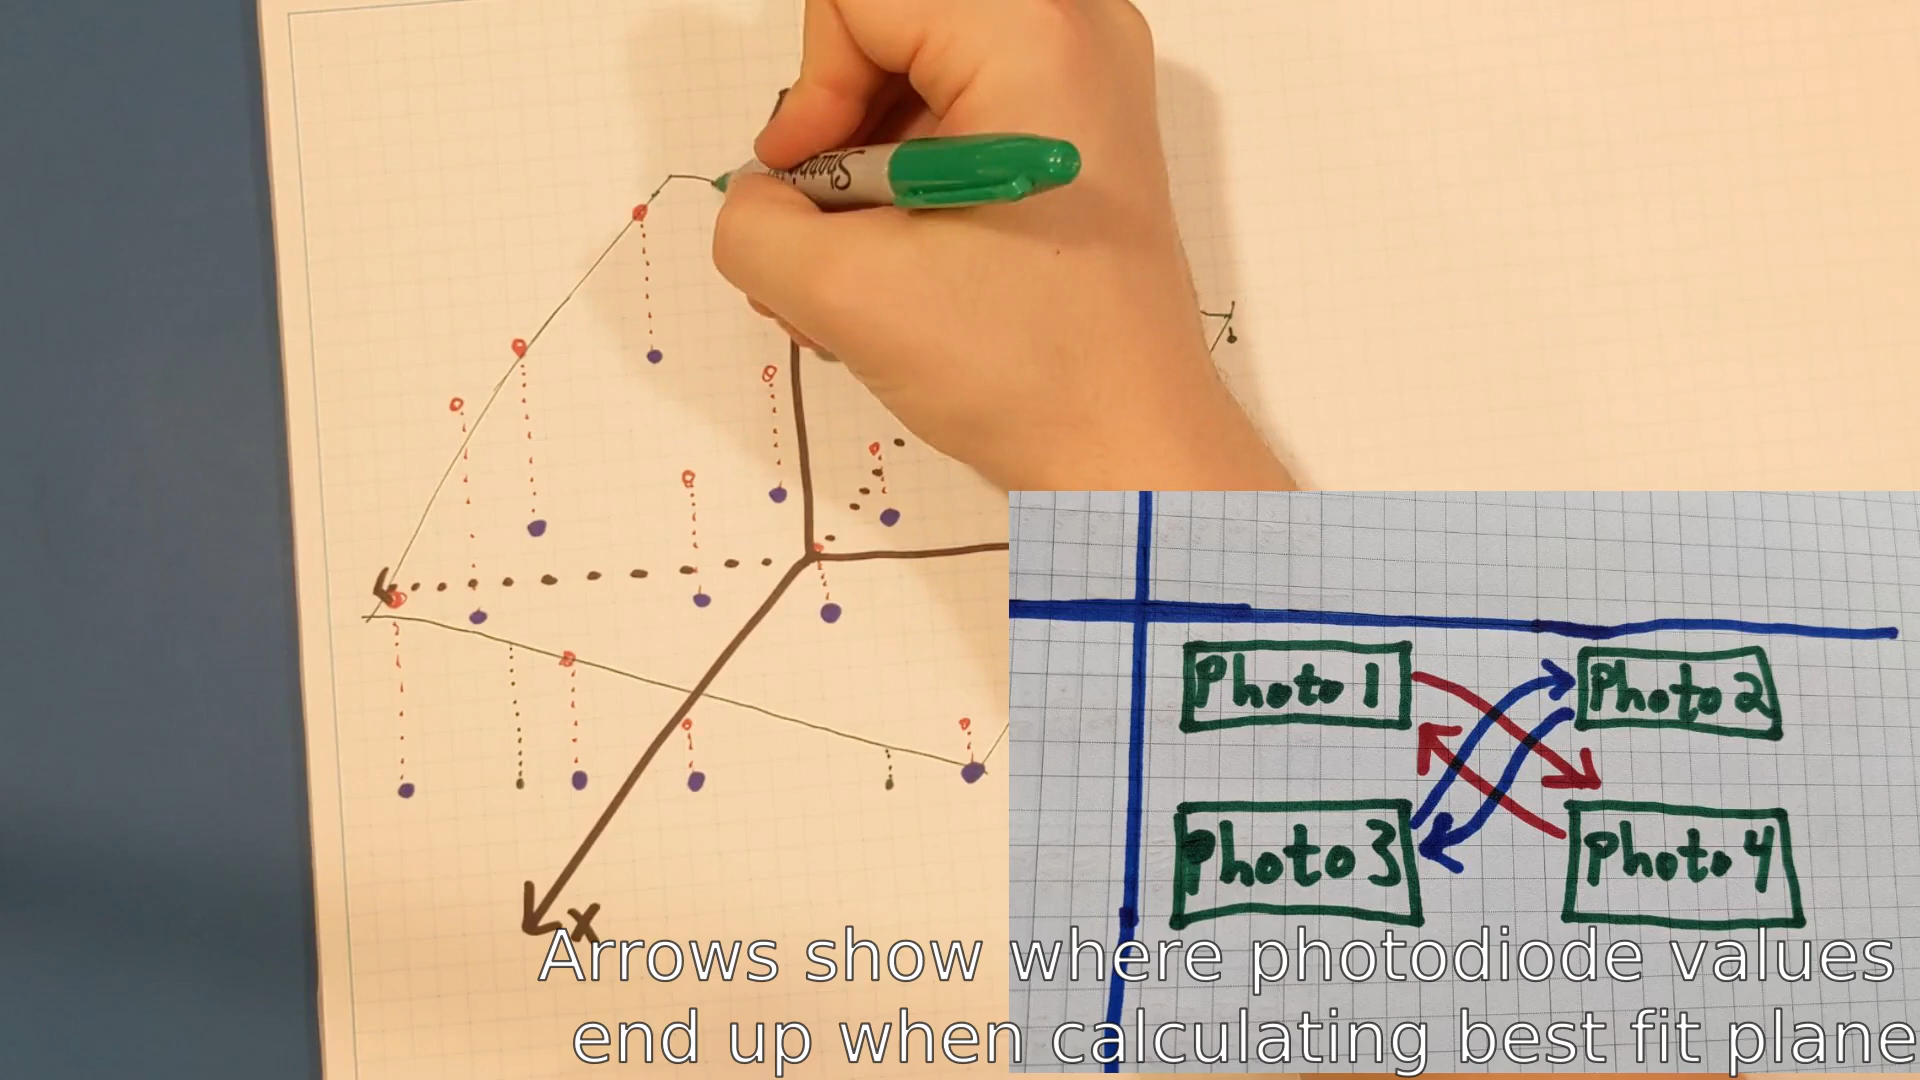 Sharpie
Photo 1
Photo 2
Photo 3
Photo 4
x
Arrows show where photodiode values
end up when calculating best fit plane